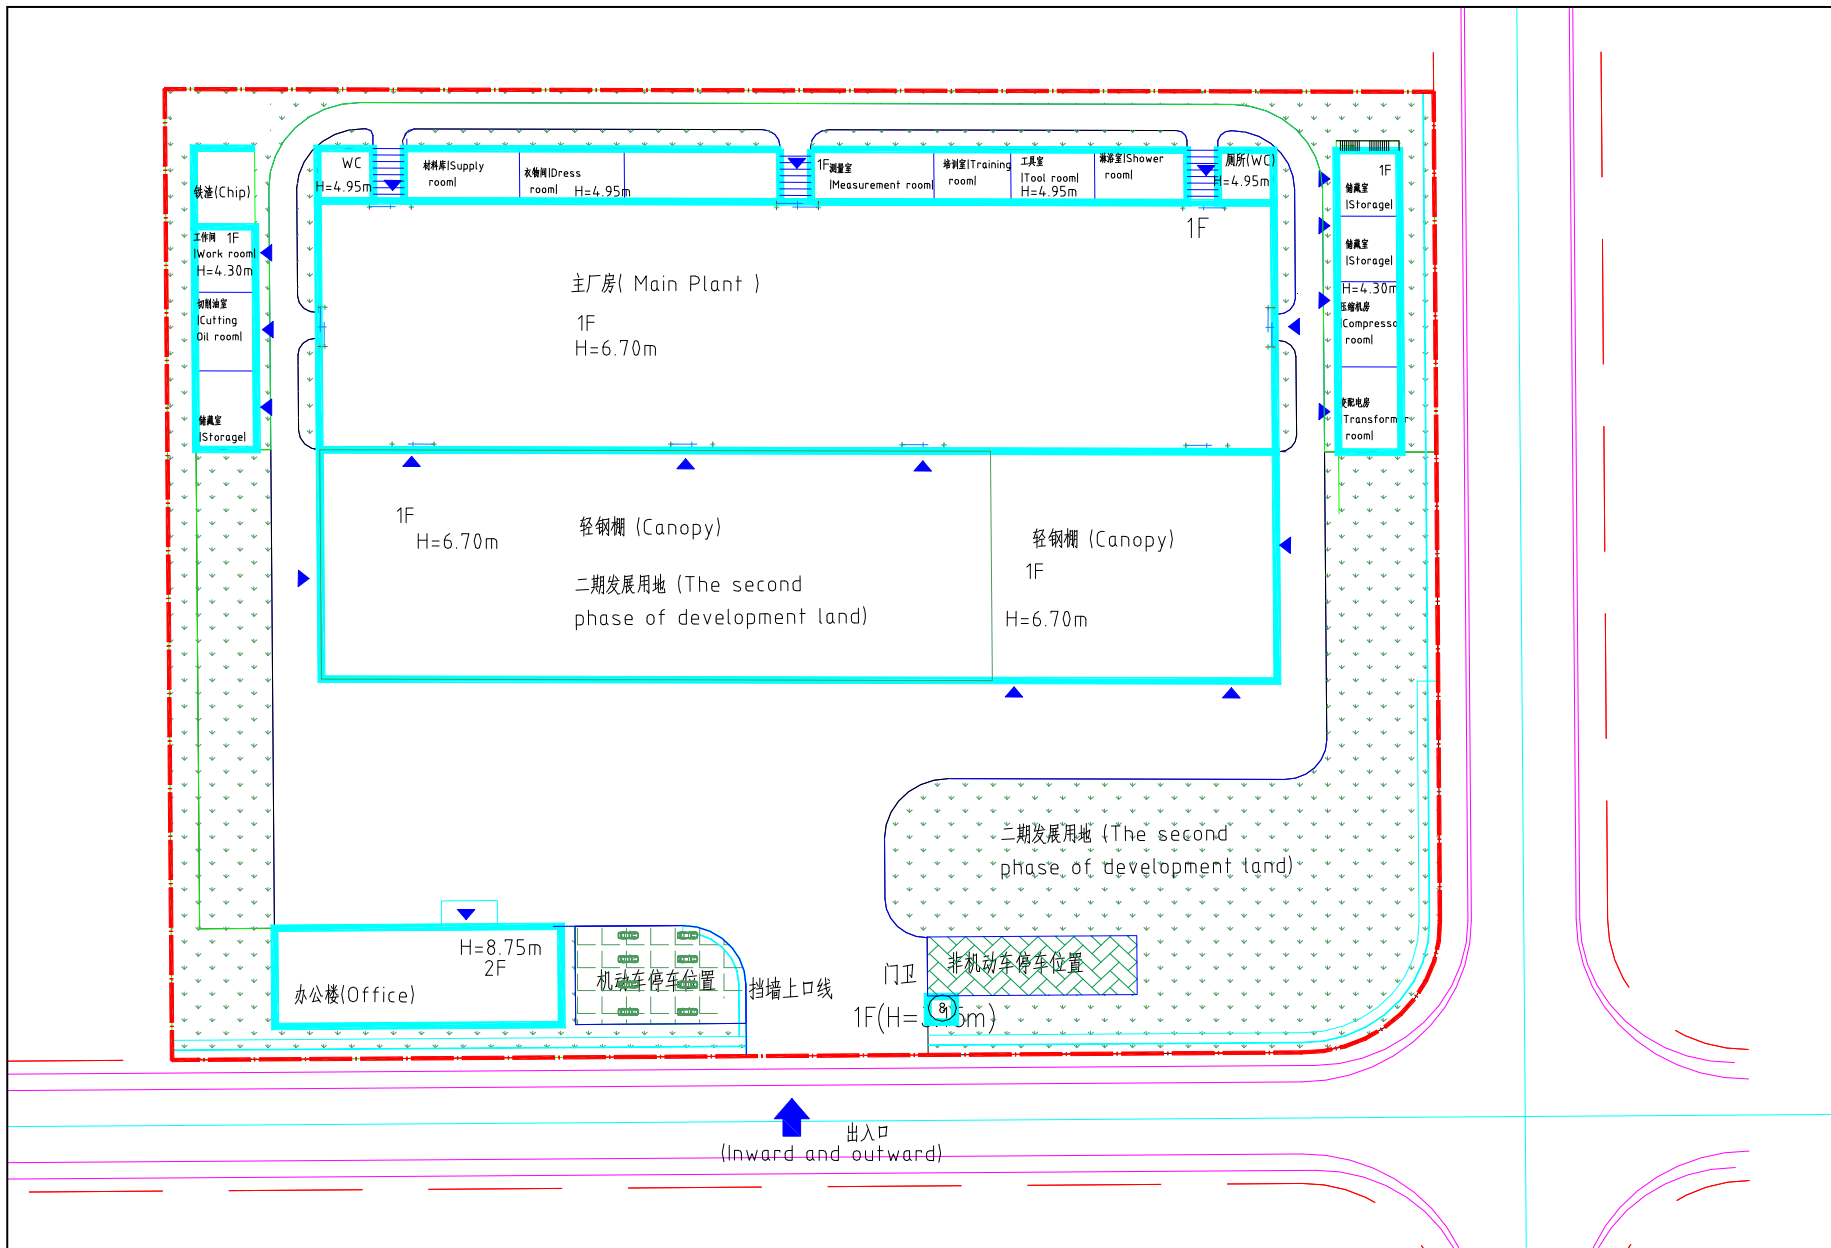 WC
H=4.95m
材料库|Supply
room|
衣物间|Dress
room|
H=4.95m
1F
测量室
|Measurement room|
培训室|Training
room|
工具室
|Tool room|
H=4.95m
淋浴室|Shower
room|
厕所(WC)
H=4.95m
1F
铁渣(Chip)
工作间 1F
|Work room|
H=4.30m
切削油室
|Cutting
Oil room|
储藏室
|Storage|
1F
储藏室
|Storage|
储藏室
|Storage|
H=4.30m
压缩机房
|Compressor
room|
变配电房
|Transformer
room|
主厂房( Main Plant )
1F
H=6.70m
1F
H=6.70m
轻钢棚 (Canopy)
二期发展用地 (The second
phase of development land)
轻钢棚 (Canopy)
1F
H=6.70m
二期发展用地 (The second
phase of development land)
H=8.75m
2F
办公楼(Office)
机动车停车位置
挡墙上口线
门卫
非机动车停车位置
8
1F(H=
m)
出入口
(Inward and outward)